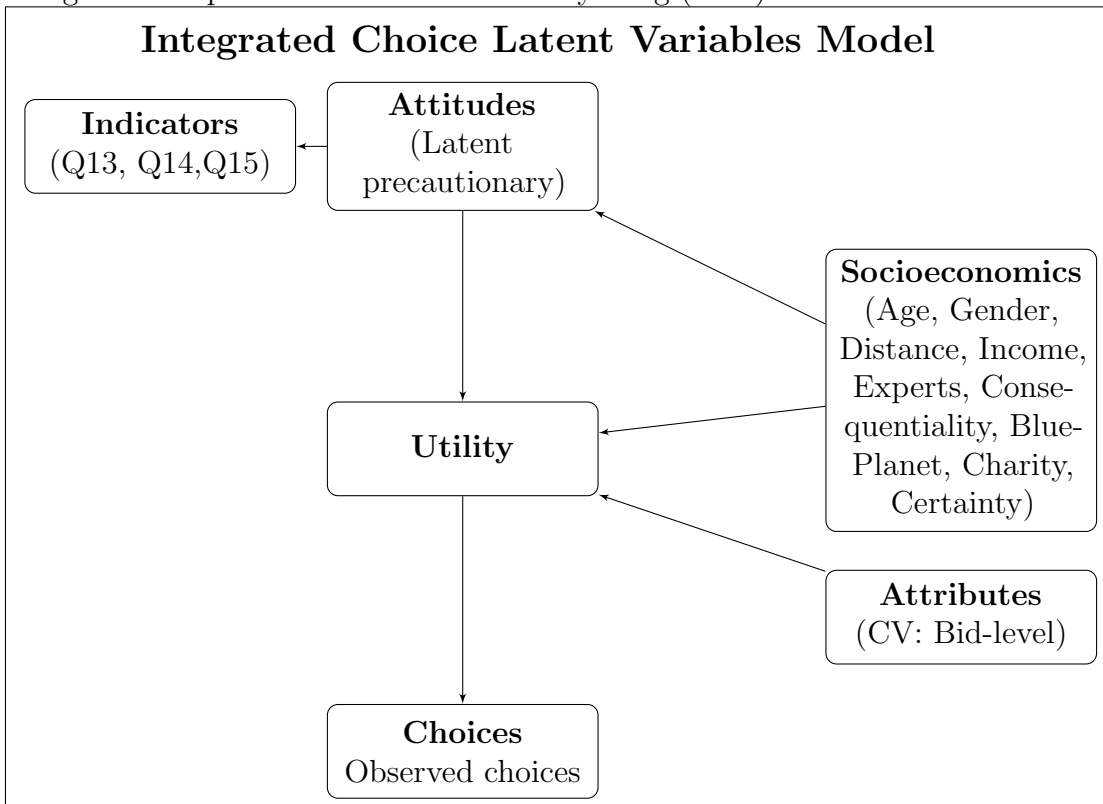 Integrated Choice Latent Variables Model
Attitudes
(Latent
precautionary)
Indicators
(Q13, Q14,Q15)
Socioeconomics
(Age, Gender,
Distance, Income,
Experts, Conse-
quentiality, Blue-
Planet, Charity,
Certainty)
Utility
Attributes
(CV: Bid-level)
Choices
Observed choices